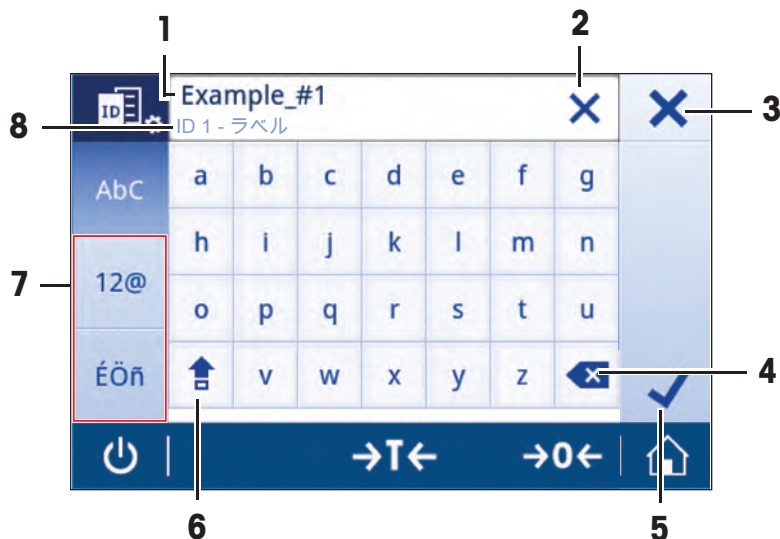 1 2
ID Example_#1 3
8 ID 1 - ラベル
AbC a b c d e f g
h i j k l m n
7 12@
o p q r s t u
ÉÖñ v w x y z 4
→T← →0←
6 5